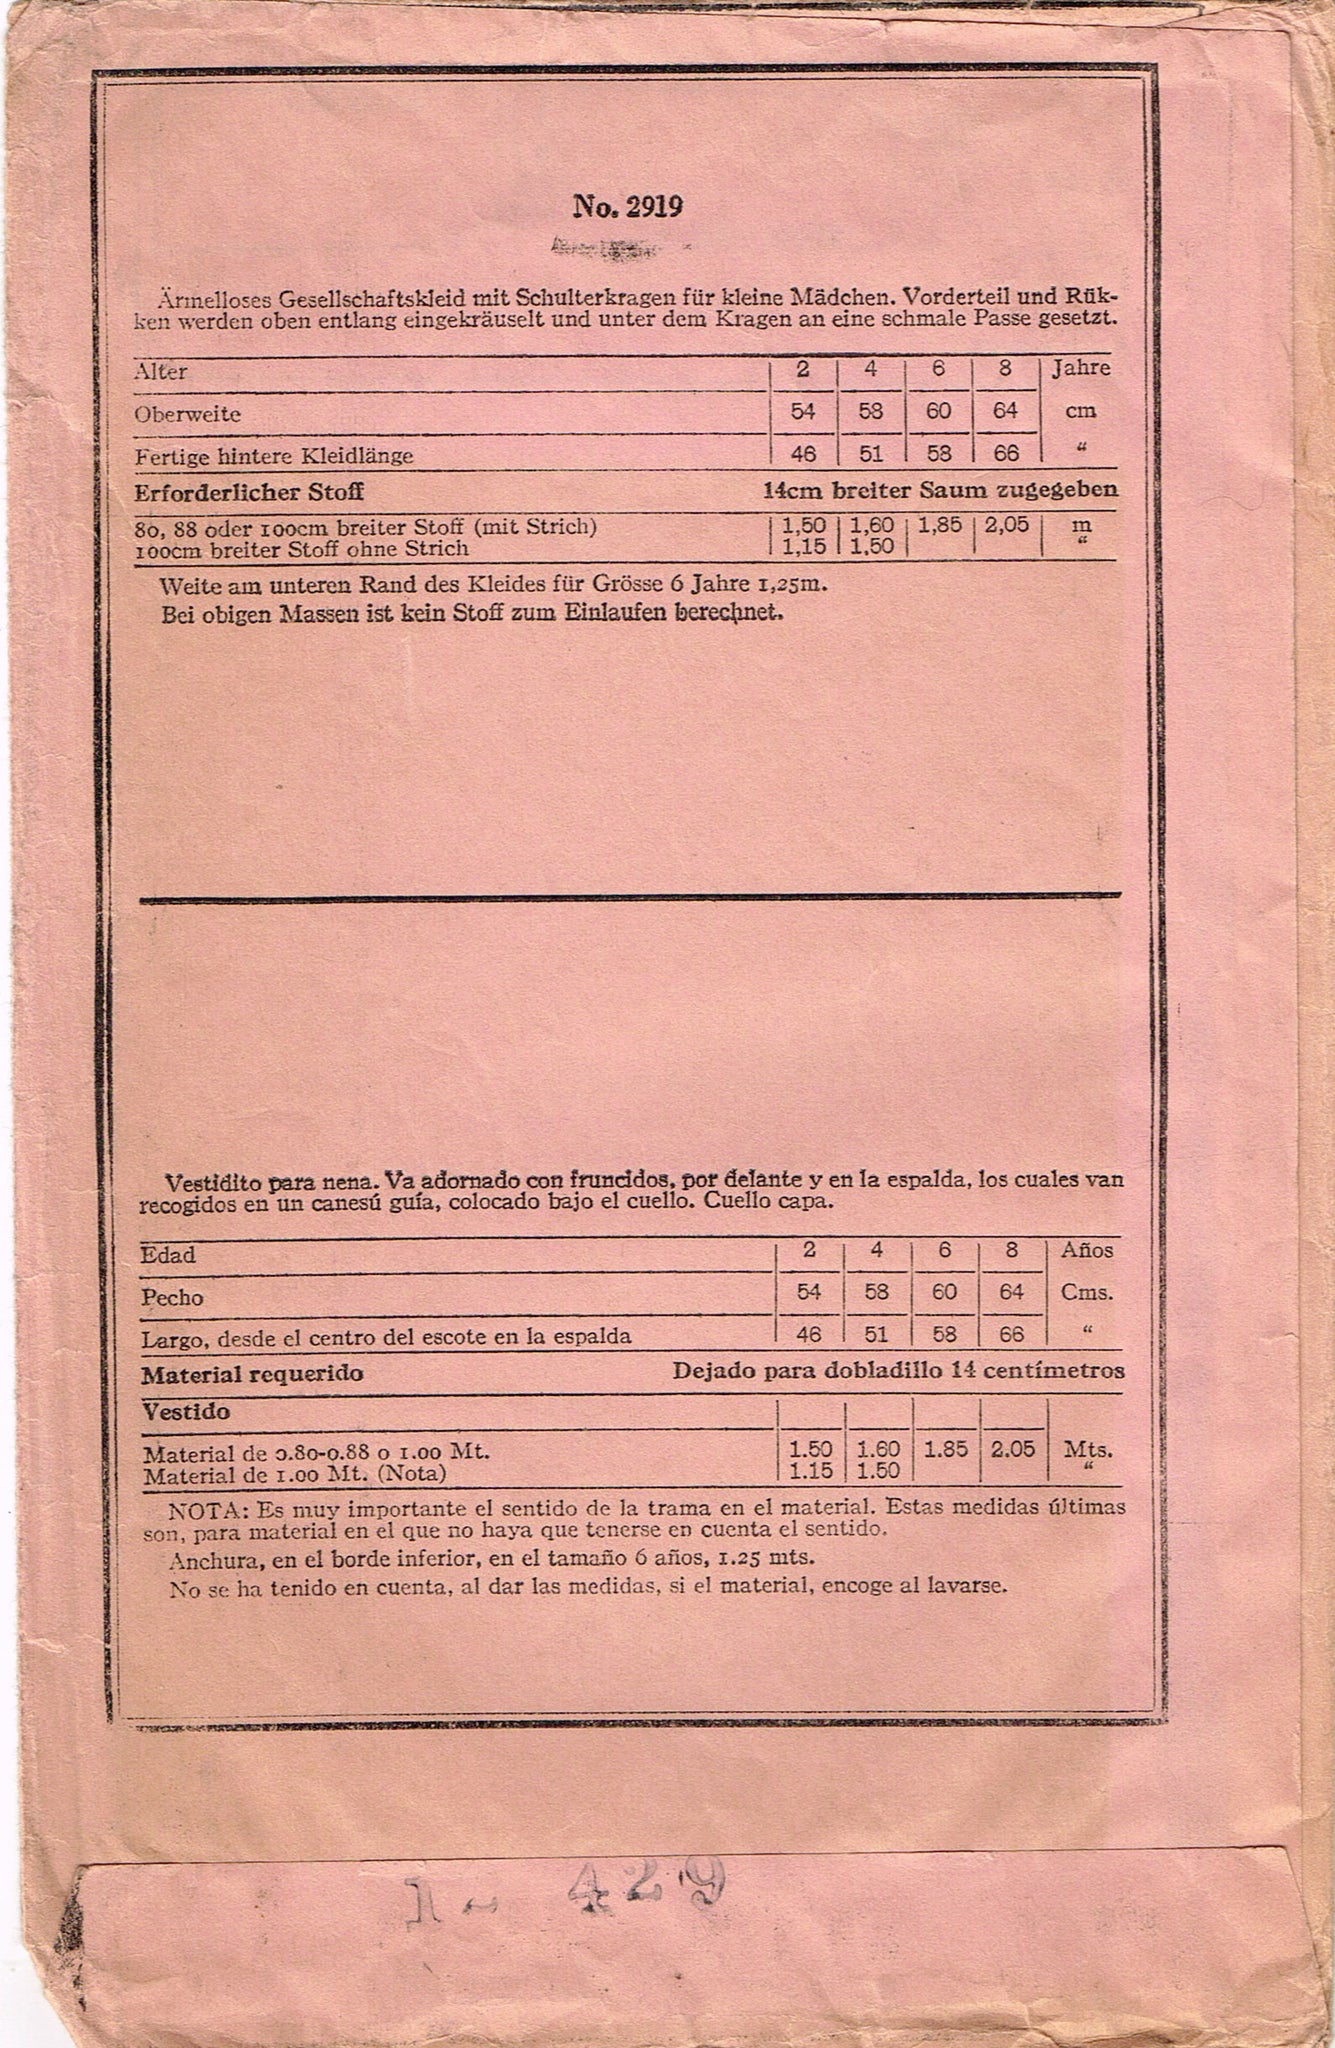 No. 2919
Ärmelloses Gesellschaftskleid mit Schulterkragen für kleine Mädchen. Vorderteil und Rük-
ken werden oben entlang eingekräuselt und unter dem Kragen an eine schmale Passe gesetzt.
Alter 2 4 6 8 Jahre
Oberweite 54 58 60 64 cm
Fertige hintere Kleidlänge 46 51 58 66 “
Erforderlicher Stoff 14cm breiter Saum zugegeben
80, 88 oder 100cm breiter Stoff (mit Strich) 1,50 1,60 1,85 2,05 m
100cm breiter Stoff ohne Strich 1,15 1,50 “
Weite am unteren Rand des Kleides für Grösse 6 Jahre 1,25m.
Bei obigen Massen ist kein Stoff zum Einlaufen berechnet.
Vestidito para nena. Va adornado con fruncidos, por delante y en la espalda, los cuales van
recogidos en un canesú guía, colocado bajo el cuello. Cuello capa.
Edad 2 4 6 8 Años
Pecho 54 58 60 64 Cms.
Largo, desde el centro del escote en la espalda 46 51 58 66 “
Material requerido Dejado para dobladillo 14 centímetros
Vestido
Material de 0.80-0.88 o 1.00 Mt. 1.50 1.60 1.85 2.05 Mts.
Material de 1.00 Mt. (Nota) 1.15 1.50 “
NOTA: Es muy importante el sentido de la trama en el material. Estas medidas últimas
son, para material en el que no haya que tenerse en cuenta el sentido.
Anchura, en el borde inferior, en el tamaño 6 años, 1.25 mts.
No se ha tenido en cuenta, al dar las medidas, si el material, encoge al lavarse.
1- 429